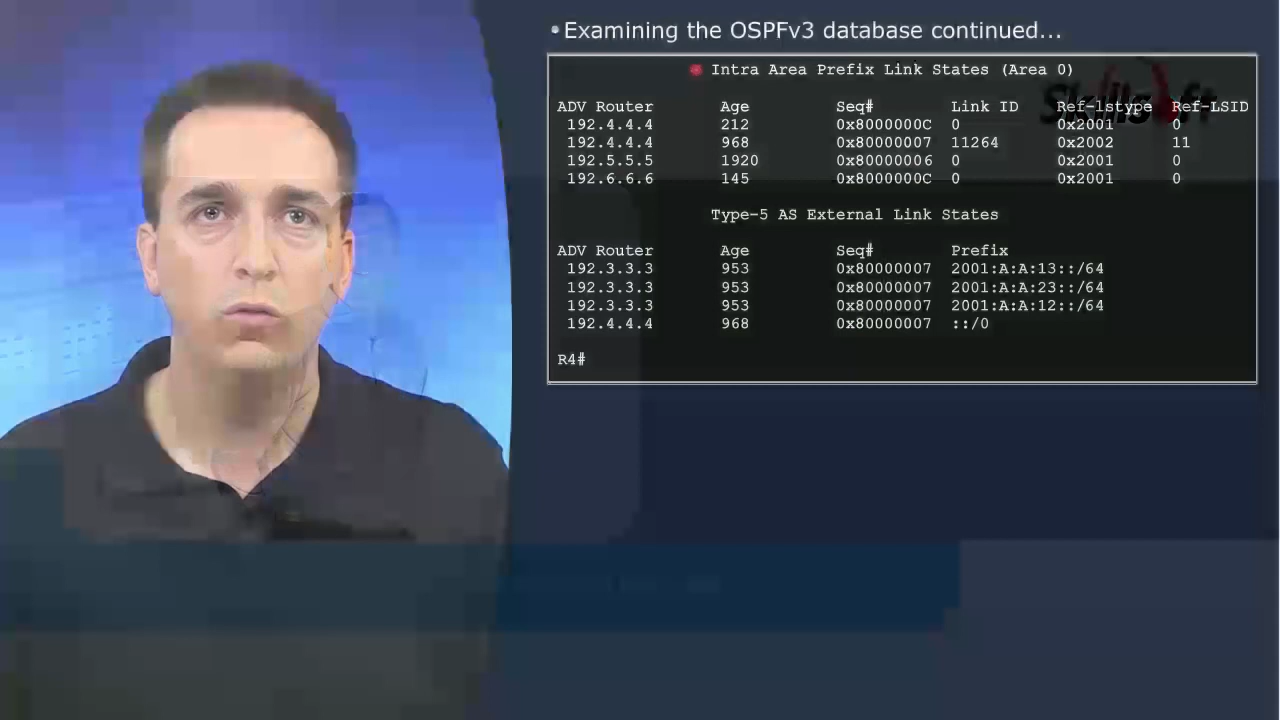 •Examining the OSPFv3 database continued...
Intra Area Prefix Link States (Area 0)
ADV Router Age Seq# Link ID Ref-lstype Ref-LSID
192.4.4.4 212 0x8000000C 0 0x2001 0
192.4.4.4 968 0x80000007 11264 0x2002 11
192.5.5.5 1920 0x80000006 0 0x2001 0
192.6.6.6 145 0x8000000C 0 0x2001 0
Type-5 AS External Link States
ADV Router Age Seq# Prefix
192.3.3.3 953 0x80000007 2001:A:A:13::/64
192.3.3.3 953 0x80000007 2001:A:A:23::/64
192.3.3.3 953 0x80000007 2001:A:A:12::/64
192.4.4.4 968 0x80000007 ::/0
R4#
Skillsoft